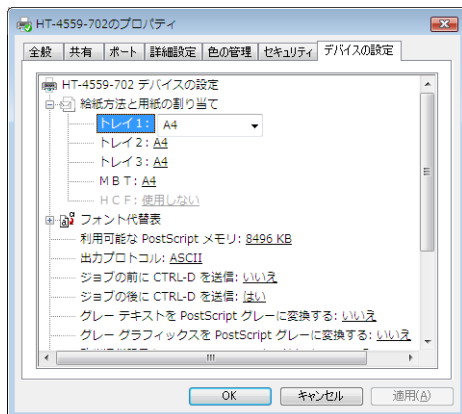 HT-4559-702のプロパティ
全般 共有 ポート 詳細設定 色の管理 セキュリティ デバイスの設定
HT-4559-702 デバイスの設定
給紙方法と用紙の割り当て
トレイ1: A4
トレイ2: A4
トレイ3: A4
MBT: A4
HCF: 使用しない
フォント代替表
利用可能な PostScript メモリ: 8496 KB
出力プロトコル: ASCII
ジョブの前に CTRL-D を送信: いいえ
ジョブの後に CTRL-D を送信: はい
グレー テキストを PostScript グレーに変換する: いいえ
グレー グラフィックスを PostScript グレーに変換する: いいえ
OK キャンセル 適用(A)